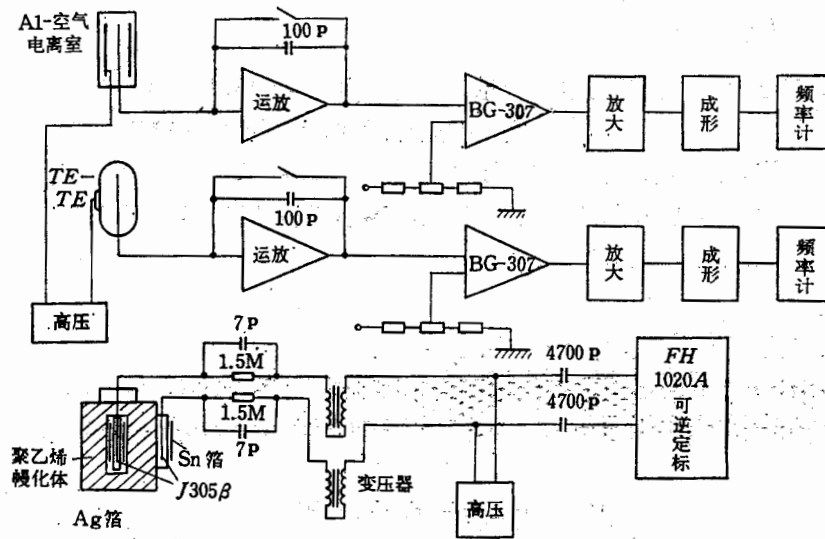 A1-空气
电离室
100 P
运放
BG-307
放大
成形
频率计
TE-
TE
100 P
运放
BG-307
放大
成形
频率计
高压
7 P
1.5M
4700 P
FH
1020A
可逆定标
1.5M
4700 P
7P
聚乙烯
幔化体
Sn箔
J305β
变压器
高压
Ag箔